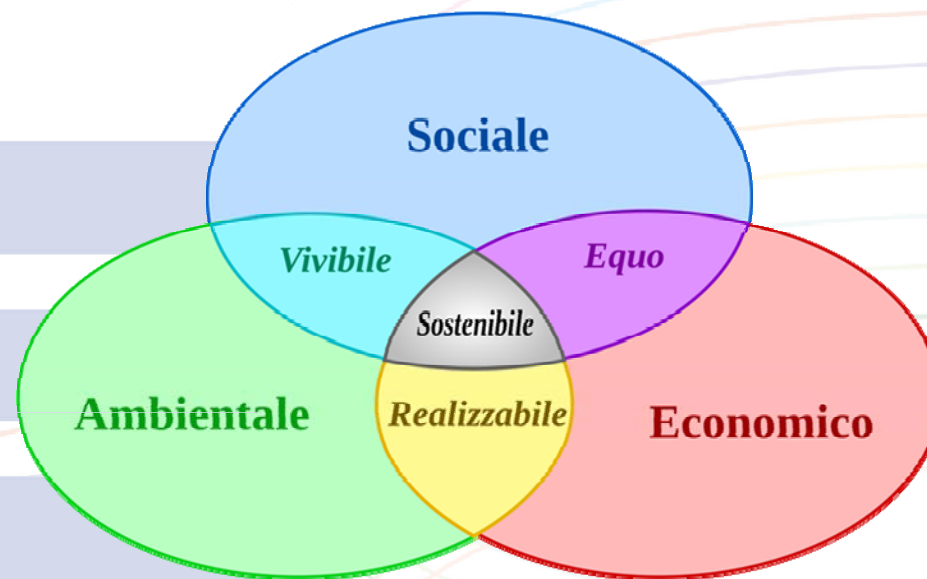 Sociale
Vivibile
Equo
Sostenibile
Ambientale
Realizzabile
Economico